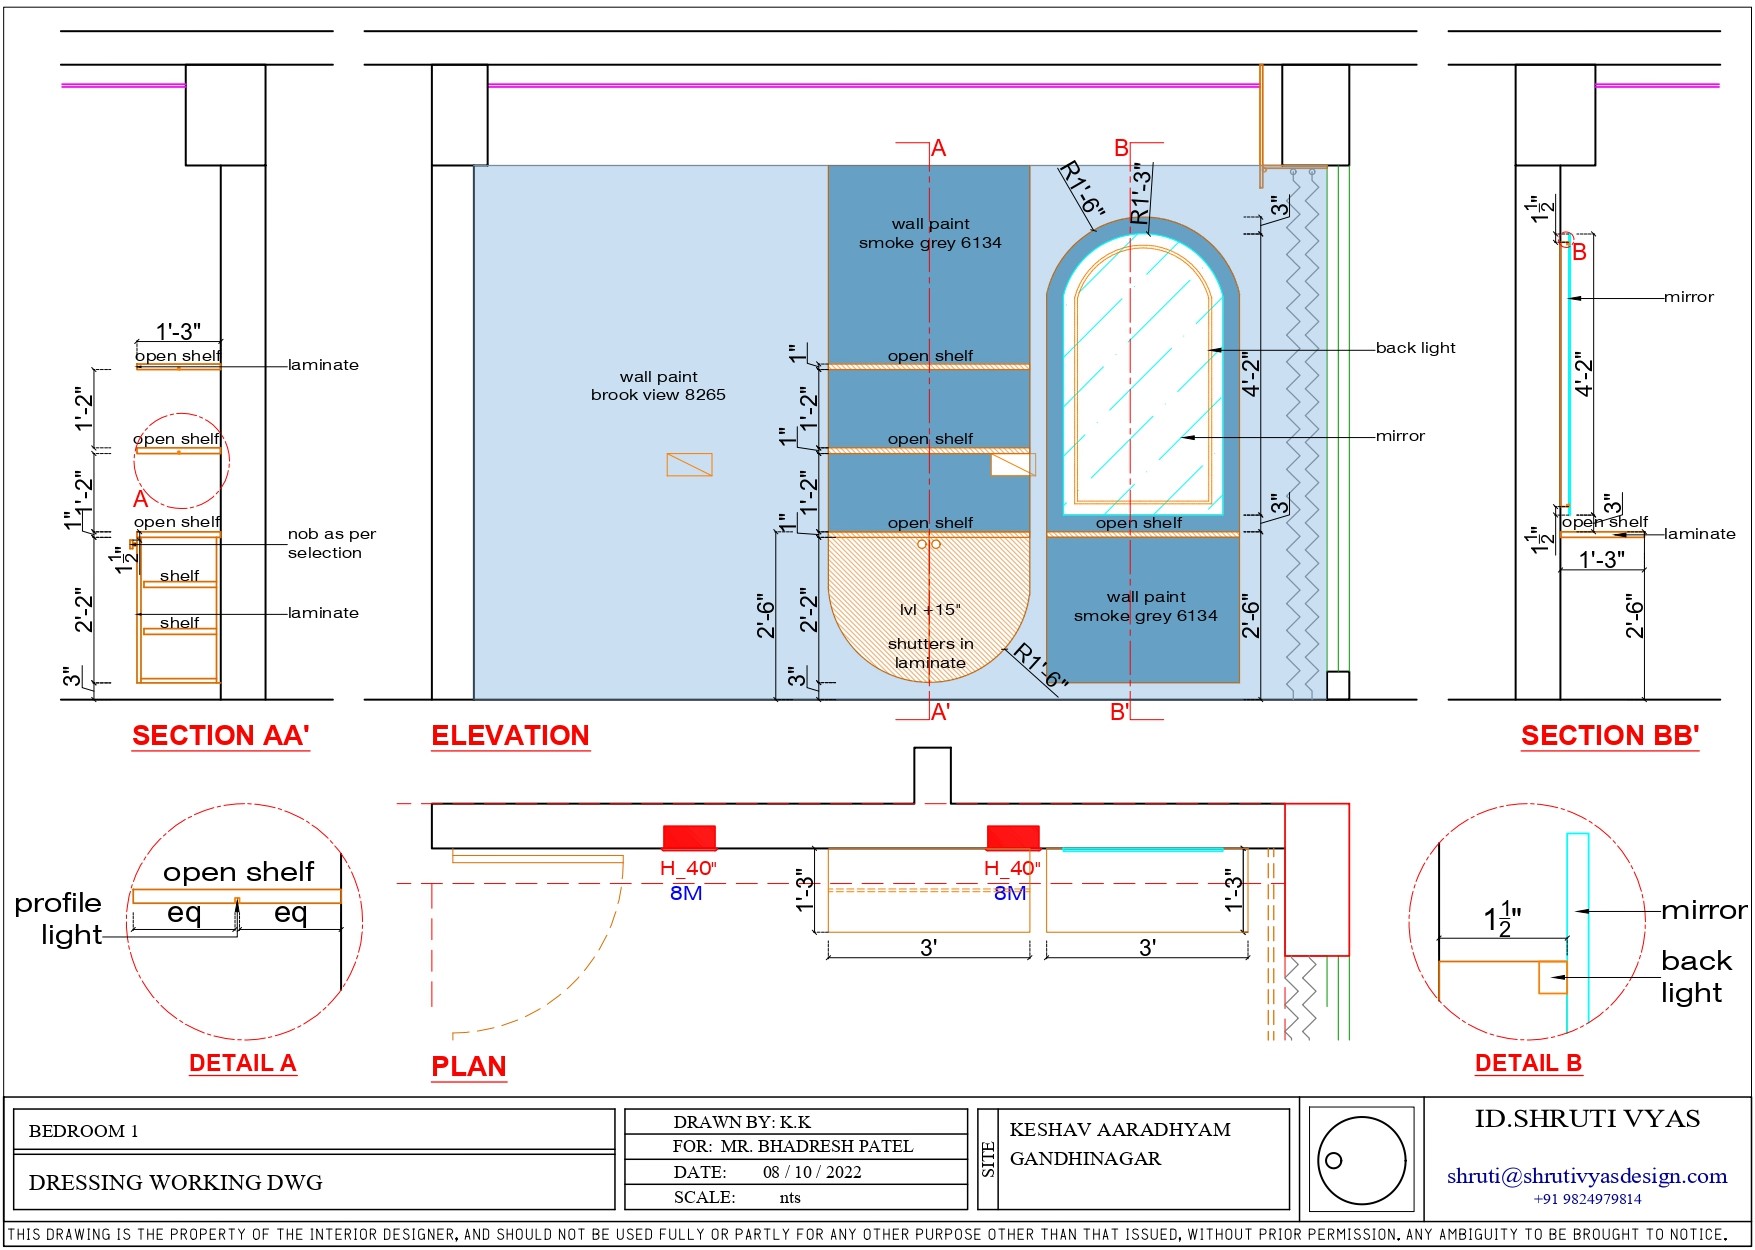 1'-3"
open shelf
laminate
1'-2"
open shelf
A
1'-2"
1"
open shelf
nob as per
selection
1 1/2"
shelf
laminate
2'-2"
shelf
3"
SECTION AA'
A
B
R1'-6"
R1'-3"
3"
wall paint
smoke grey 6134
back light
1"
open shelf
4'-2"
wall paint
brook view 8265
1'-2"
1"
open shelf
mirror
1'-2"
1"
open shelf
open shelf
3"
lvl +15"
shutters in
laminate
wall paint
smoke grey 6134
2'-6"
2'-2"
2'-6"
3"
R1'-6"
A'
B'
ELEVATION
1 1/2"
B
mirror
4'-2"
3"
open shelf
laminate
1 1/2"
1'-3"
2'-6"
SECTION BB'
open shelf
profile
light
eq
eq
DETAIL A
H_40"
8M
H_40"
8M
1'-3"
1'-3"
3'
3'
PLAN
1 1/2"
mirror
back
light
DETAIL B
BEDROOM 1
DRESSING WORKING DWG
DRAWN BY: K.K
FOR: MR. BHADRESH PATEL
DATE: 08 / 10 / 2022
SCALE: nts
SITE
KESHAV AARADHYAM
GANDHINAGAR
ID.SHRUTI VYAS
shruti@shrutivyasdesign.com
+91 9824979814
THIS DRAWING IS THE PROPERTY OF THE INTERIOR DESIGNER, AND SHOULD NOT BE USED FULLY OR PARTLY FOR ANY OTHER PURPOSE OTHER THAN THAT ISSUED, WITHOUT PRIOR PERMISSION. ANY AMBIGUITY TO BE BROUGHT TO NOTICE.